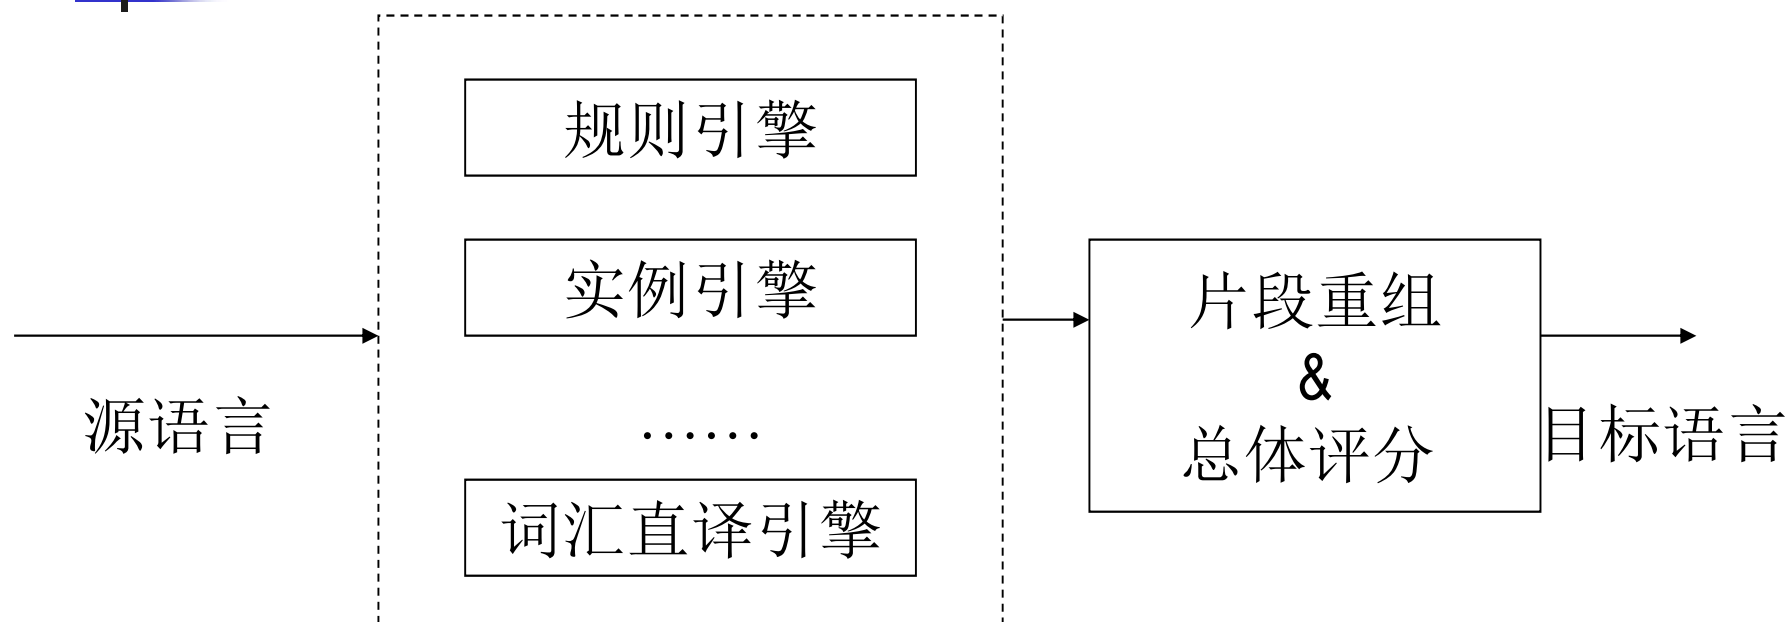 规则引擎
实例引擎
……
词汇直译引擎
源语言
片段重组
&
总体评分
目标语言